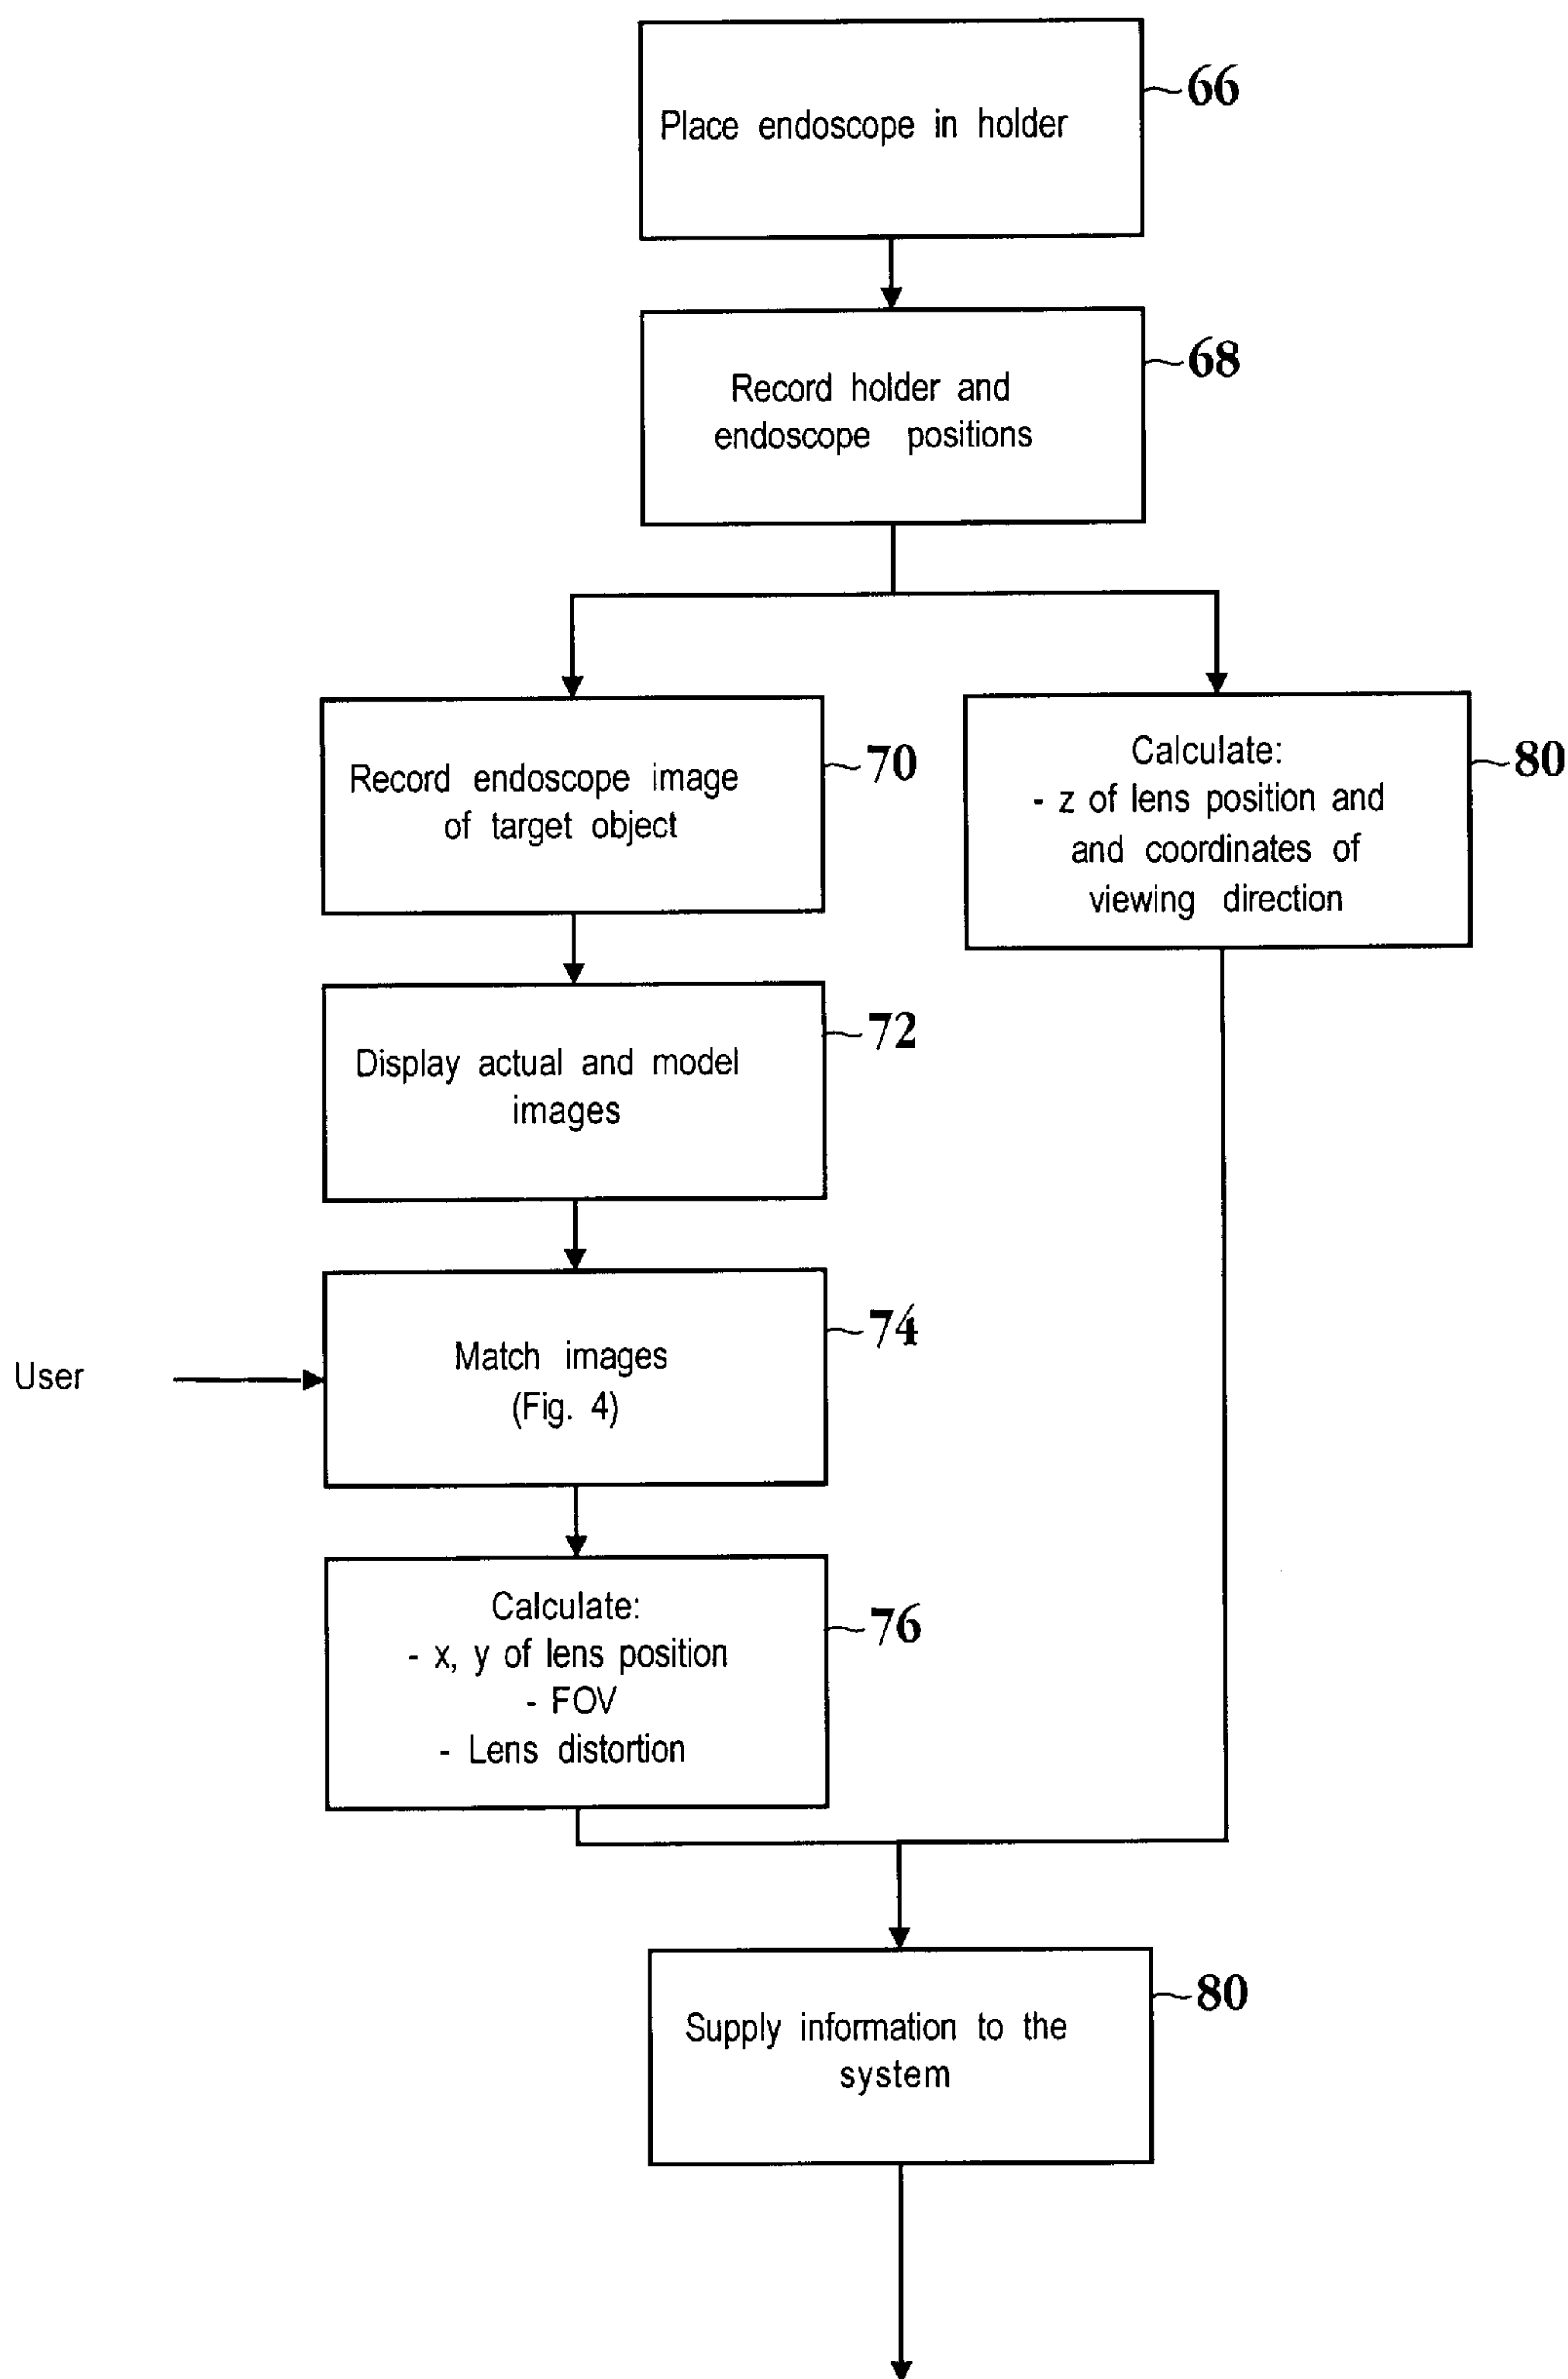 Place endoscope in holder
66
Record holder and
endoscope positions
68
Record endoscope image
of target object
70
Calculate:
- z of lens position and
and coordinates of
viewing direction
80
Display actual and model
images
72
User
Match images
(Fig. 4)
74
Calculate:
- x, y of lens position
- FOV
- Lens distortion
76
Supply information to the
system
80